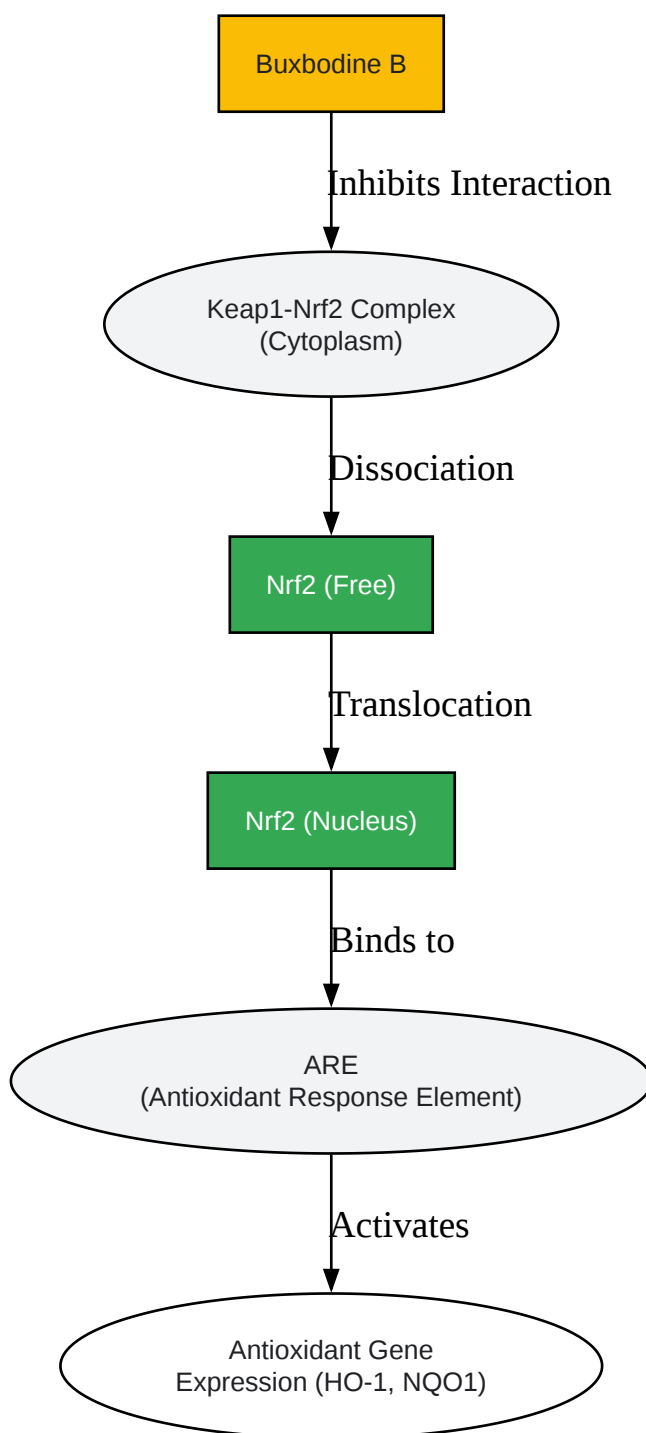 Buxbodine B
Inhibits Interaction
Keap1-Nrf2 Complex
(Cytoplasm)
Dissociation
Nrf2 (Free)
Translocation
Nrf2 (Nucleus)
Binds to
ARE
(Antioxidant Response Element)
Activates
Antioxidant Gene
Expression (HO-1, NQO1)